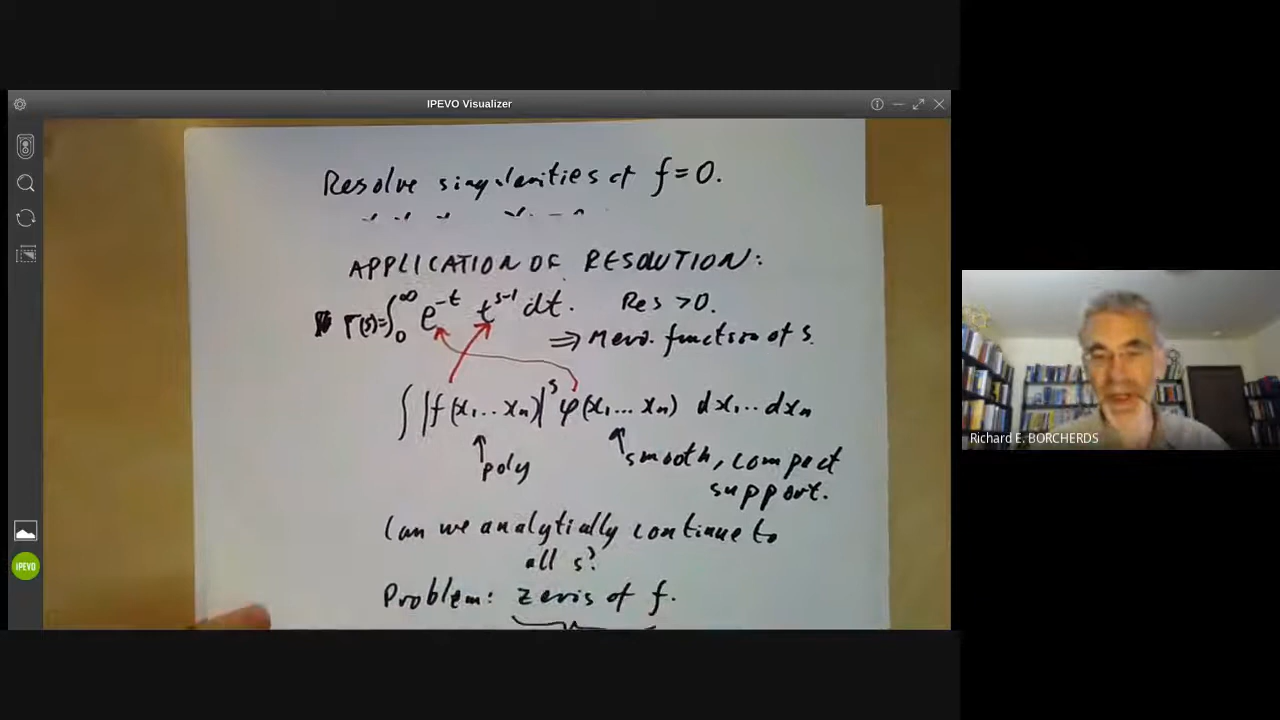 IPEVO Visualizer
Resolve singularities of f=0.
APPLICATION OF RESOLUTION:
Γ(s)=∫₀^∞ e^{-t} t^{s-1} dt. Re s >0.
⇒ Mero. function of s.
∫ |f(x₁...xₙ)|^s φ(x₁...xₙ) dx₁...dxₙ
↑ poly
↑ smooth, compact
support.
Can we analytically continue to
all s?
Problem: zeros of f.
IPEVO
Richard E. BORCHERDS